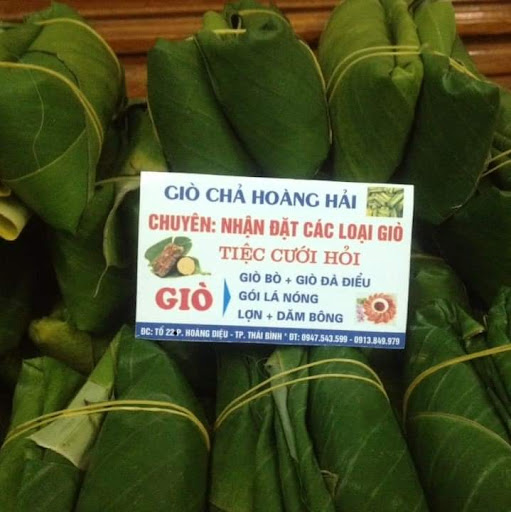 GIÒ CHẢ HOÀNG HẢI
CHUYÊN: NHẬN ĐẶT CÁC LOẠI GIÒ
TIỆC CƯỚI HỎI
GIÒ
GIÒ BÒ + GIÒ ĐÀ ĐIỂU
GÓI LÁ NÓNG
LỢN + DĂM BÔNG
ĐC: TỔ 22 P. HOÀNG DIỆU - TP. THÁI BÌNH * ĐT: 0947.543.599 - 0913.849.979